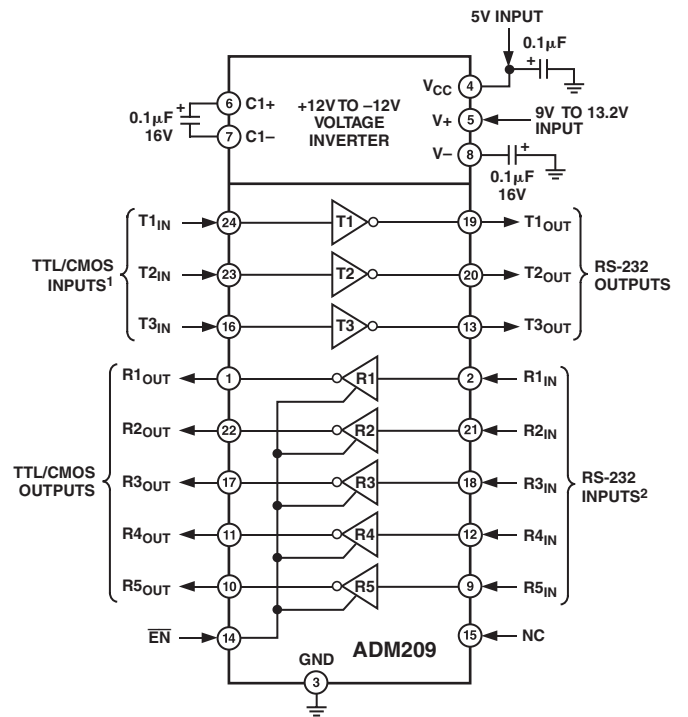 5V INPUT
0.1μF
+
VCC
4
6
C1+
+12V TO –12V
VOLTAGE
INVERTER
+
0.1μF
16V
7
C1–
V+
5
9V TO 13.2V
INPUT
V–
8
+
0.1μF
16V
T1IN
24
T1
19
T1OUT
TTL/CMOS
INPUTS1
T2IN
23
T2
20
T2OUT
RS-232
OUTPUTS
T3IN
16
T3
13
T3OUT
R1OUT
1
R1
2
R1IN
R2OUT
22
R2
21
R2IN
TTL/CMOS
OUTPUTS
R3OUT
17
R3
18
R3IN
RS-232
INPUTS2
R4OUT
11
R4
12
R4IN
R5OUT
10
R5
9
R5IN
EN
14
15
NC
ADM209
GND
3